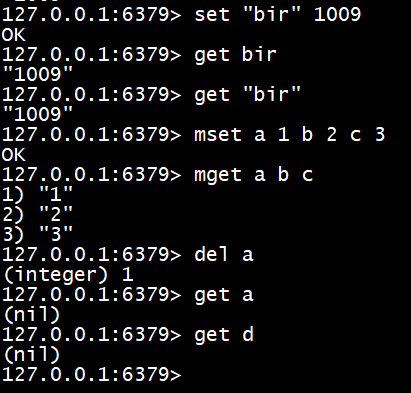 127.0.0.1:6379> set "bir" 1009
OK
127.0.0.1:6379> get bir
"1009"
127.0.0.1:6379> get "bir"
"1009"
127.0.0.1:6379> mset a 1 b 2 c 3
OK
127.0.0.1:6379> mget a b c
1) "1"
2) "2"
3) "3"
127.0.0.1:6379> del a
(integer) 1
127.0.0.1:6379> get a
(nil)
127.0.0.1:6379> get d
(nil)
127.0.0.1:6379>